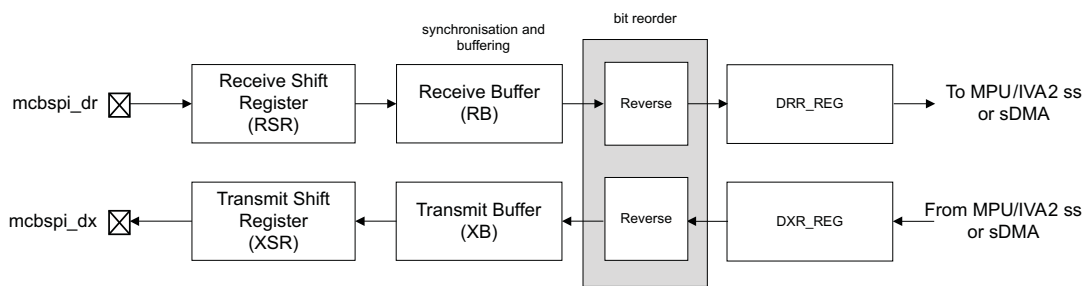 bit reorder
synchronisation and
buffering
mcbspi_dr
Receive Shift
Register
(RSR)
Receive Buffer
(RB)
Reverse
DRR_REG
To MPU/IVA2 ss
or sDMA
mcbspi_dx
Transmit Shift
Register
(XSR)
Transmit Buffer
(XB)
Reverse
DXR_REG
From MPU/IVA2 ss
or sDMA